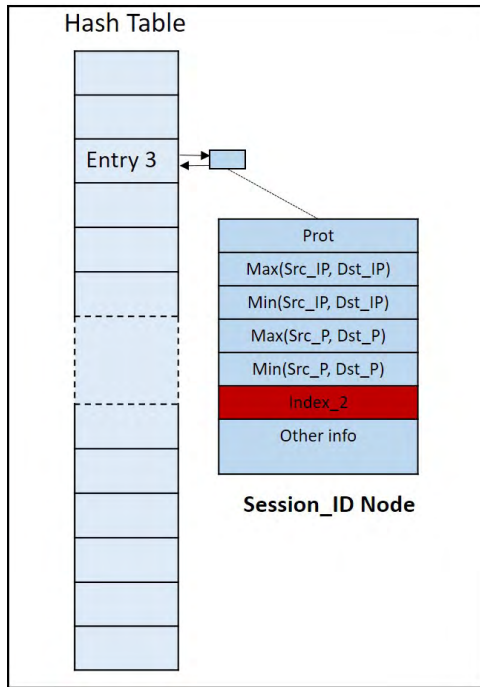 Hash Table
Entry 3
Prot
Max(Src_IP, Dst_IP)
Min(Src_IP, Dst_IP)
Max(Src_P, Dst_P)
Min(Src_P, Dst_P)
Index_2
Other info
Session_ID Node